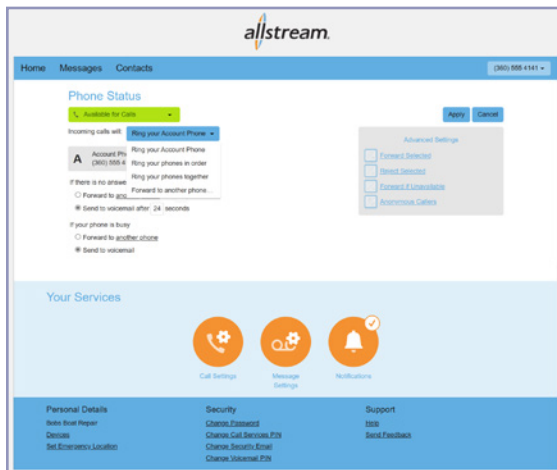 allstream.
Home Messages Contacts
(360) 555 4141
Phone Status
Available for Calls
Apply Cancel
Incoming calls will: Ring your Account Phone
Ring your Account Phone
Ring your phones in order
Ring your phones together
Forward to another phone...
A Account Ph
(360) 555
If there is no answe
Forward to
Send to voicemail after 24 seconds
If your phone is busy
Forward to another phone
Send to voicemail
Advanced Settings
Forward Selected
Selected
Forward if Unavailable
Anonymous Callers
Your Services
Call Settings
Message
Settings
Notifications
Personal Details
Bobs Boat Repair
Devices
Set Emergency Location
Security
Change Password
Change Call Services PIN
Change Security Email
Change Voicemail PIN
Support
Help
Send Feedback